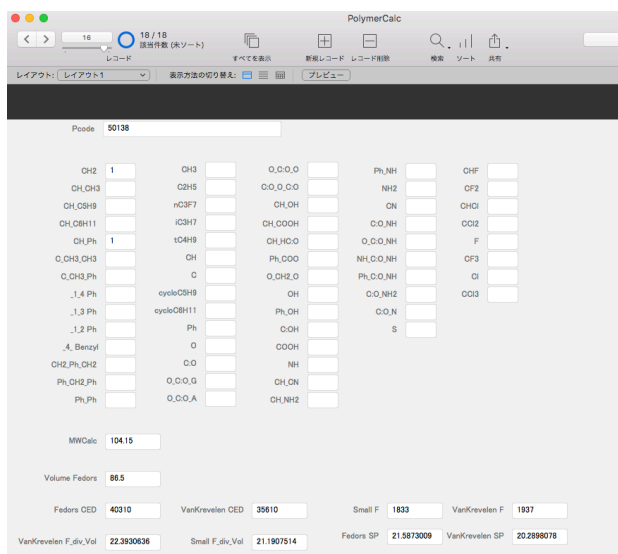 PolymerCalc
16
18 / 18
該当件数 (未ソート)
レコード
すべてを表示
新規レコード レコード削除
検索 ソート 共有
レイアウト: レイアウト1 表示方法の切り替え: プレビュー
Pcode 50138
CH2 1 CH3 O_C:O_O Ph_NH CHF
CH_CH3 C2H5 C:O_O_C:O NH2 CF2
CH_C5H9 nC3F7 CH_OH CN CHCl
CH_C6H11 iC3H7 CH_COOH C:O_NH CCl2
CH_Ph 1 tC4H9 CH_HC:O O_C:O_NH F
C_CH3_CH3 CH Ph_COO NH_C:O_NH CF3
C_CH3_Ph C O_CH2_O Ph_C:O_NH Cl
_1_4 Ph cycloC5H9 OH C:O_NH2 CCl3
_1_3 Ph cycloC6H11 Ph_OH C:O_N
_1_2 Ph Ph C:OH S
_4_ Benzyl O COOH
CH2_Ph_CH2 C:O NH
Ph_CH2_Ph O_C:O_G CH_CN
Ph_Ph O_C:O_A CH_NH2
MWCalc 104.15
Volume Fedors 86.5
Fedors CED 40310 VanKrevelen CED 35610 Small F 1833 VanKrevelen F 1937
VanKrevelen F_div_Vol 22.3930636 Small F_div_Vol 21.1907514 Fedors SP 21.5873009 VanKrevelen SP 20.2898078